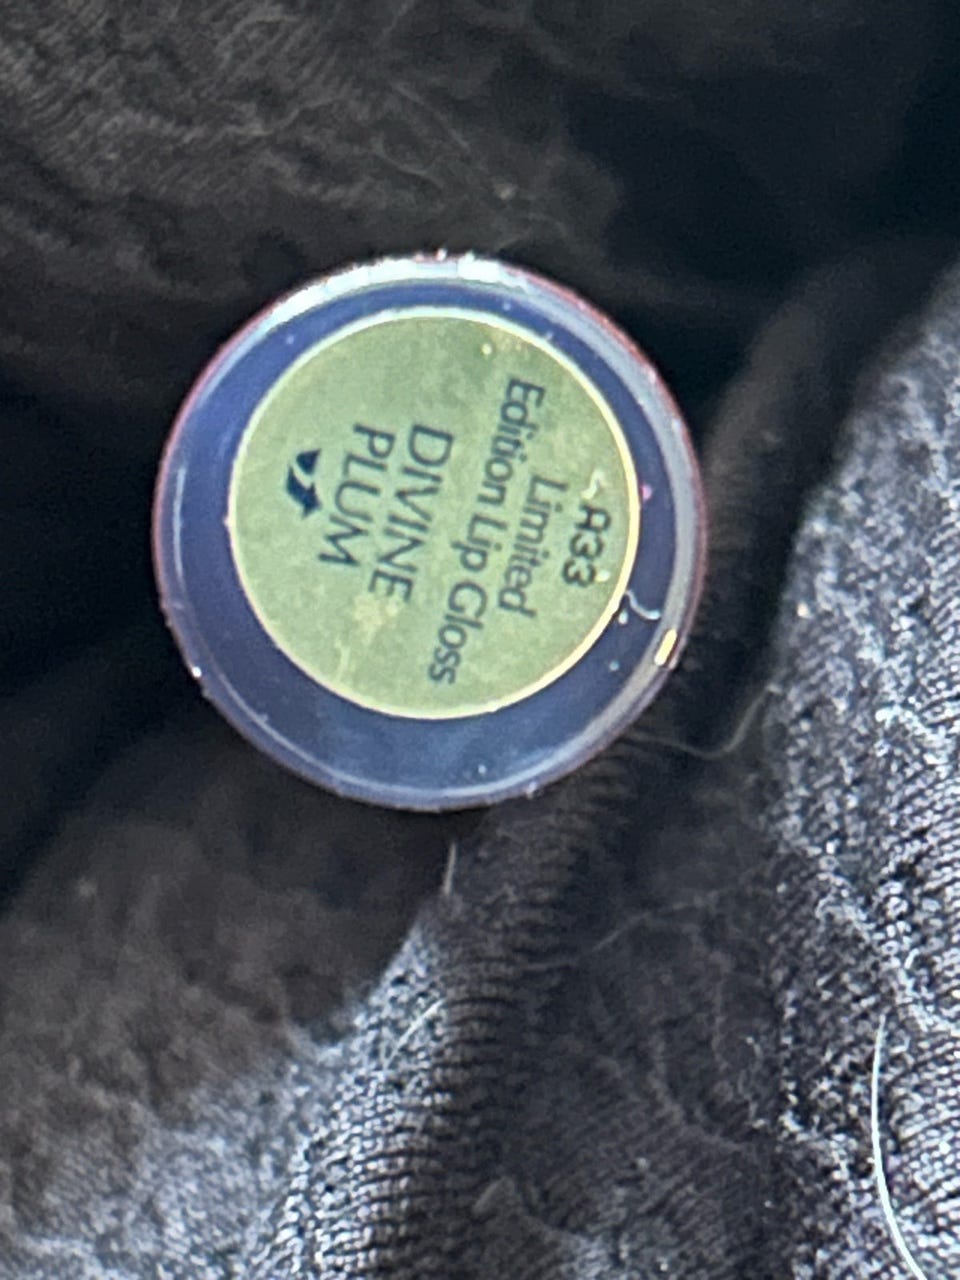 A33
Limited
Edition Lip Gloss
DIVINE
PLUM